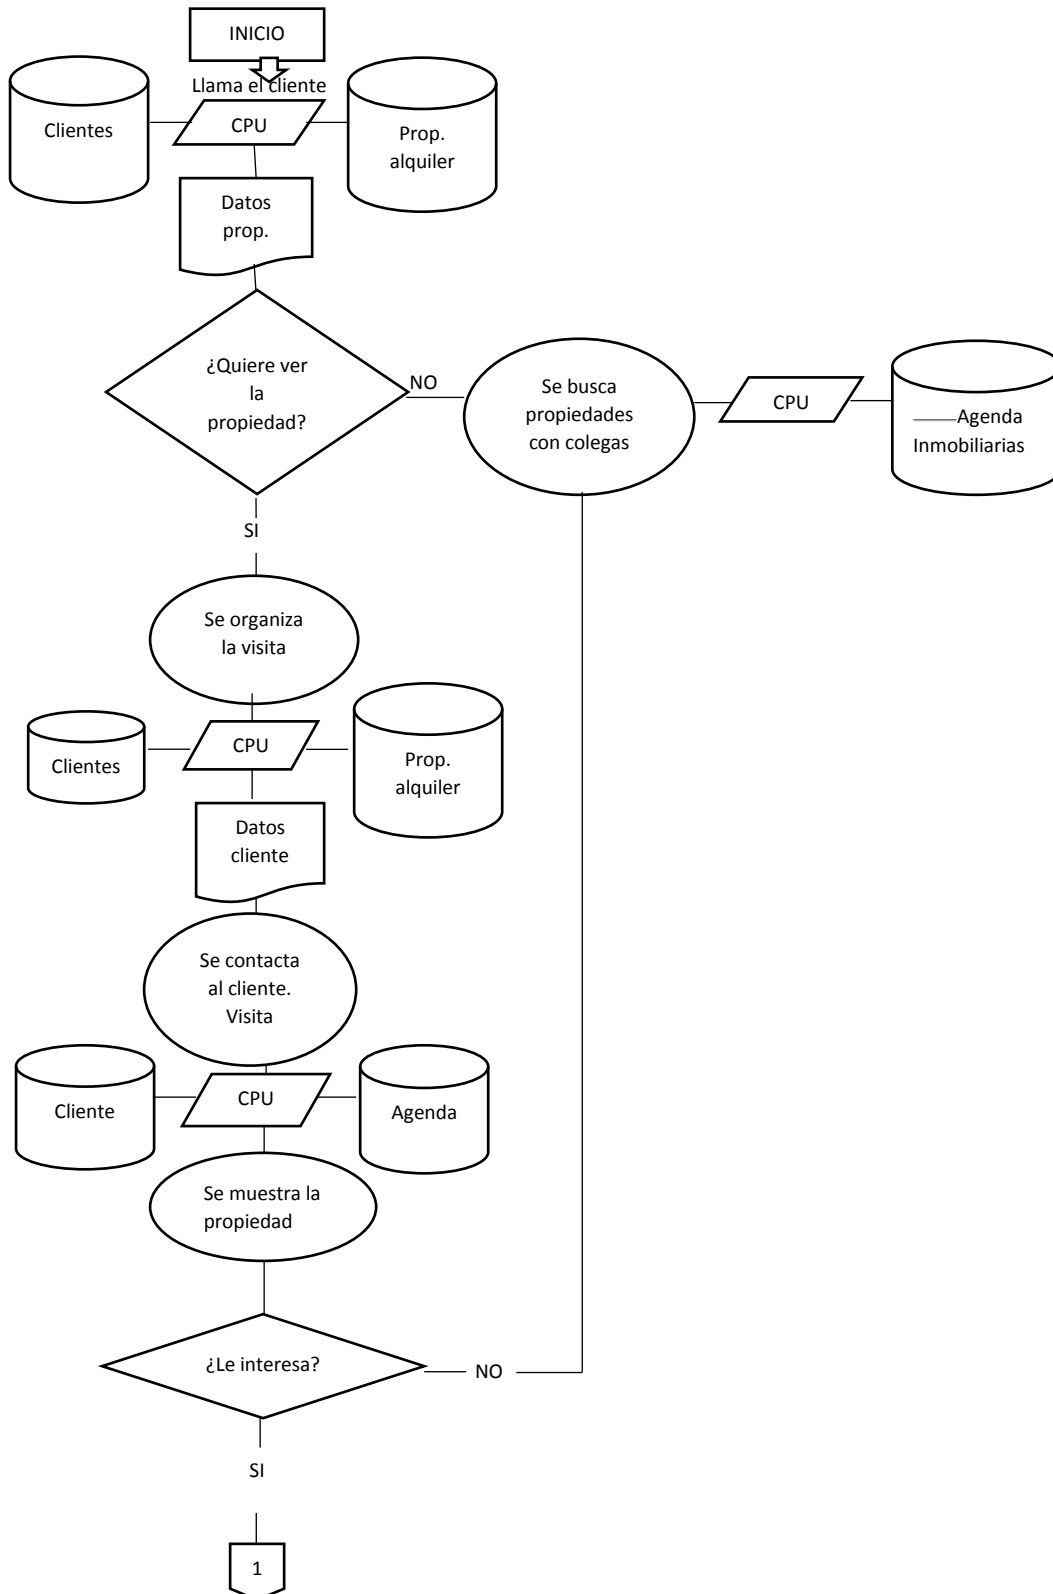 INICIO
Llama el cliente
Clientes
CPU
Prop.
alquiler
Datos
prop.
¿Quiere ver
la
propiedad?
NO
Se busca
propiedades
con colegas
CPU
Agenda
Inmobiliarias
SI
Se organiza
la visita
Clientes
CPU
Prop.
alquiler
Datos
cliente
Se contacta
al cliente.
Visita
Cliente
CPU
Agenda
Se muestra la
propiedad
¿Le interesa?
NO
SI
1